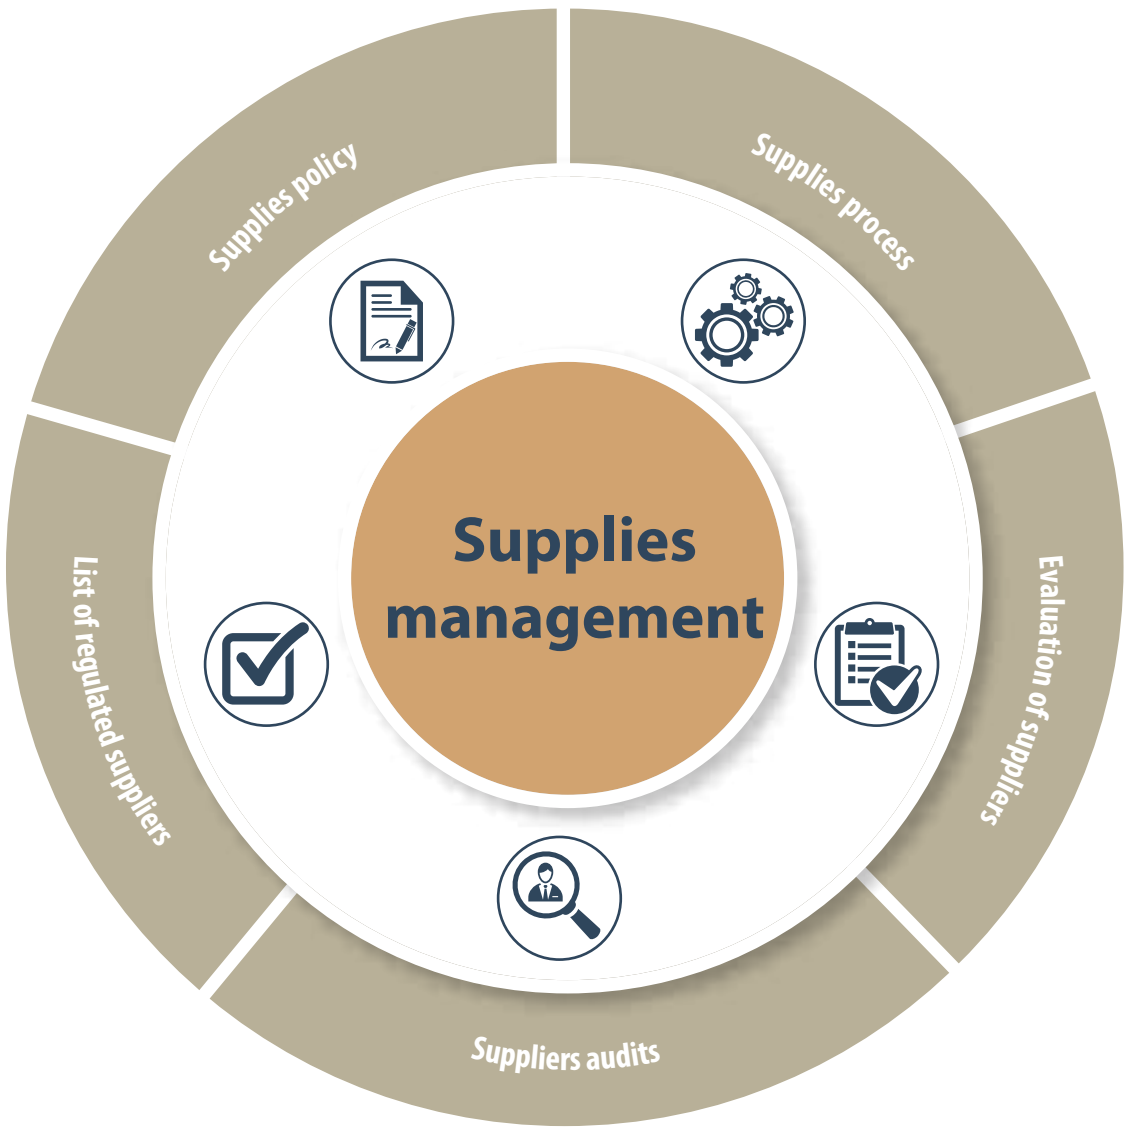 Supplies policy
Supplies process
Supplies
management
List of regulated suppliers
Evaluation of suppliers
Suppliers audits